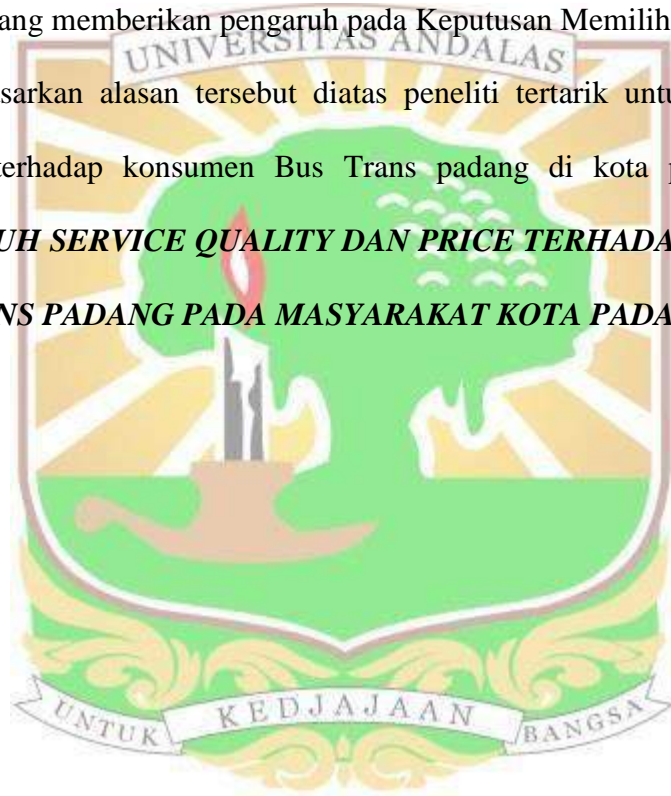 ang memberikan pengaruh pada Keputusan Memilih
UNIVERSITAS ANDALAS
sarkan alasan tersebut diatas peneliti tertarik untu
terhadap konsumen Bus Trans padang di kota p
UH SERVICE QUALITY DAN PRICE TERHADA
NS PADANG PADA MASYARAKAT KOTA PADA
UNTUK KEDJAJAAN BANGSA